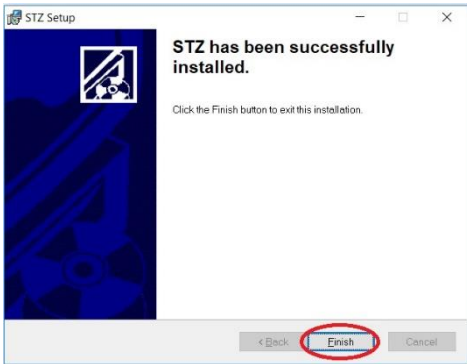 STZ Setup
STZ has been successfully
installed.
Click the Finish button to exit this installation.
< Back
Finish
Cancel